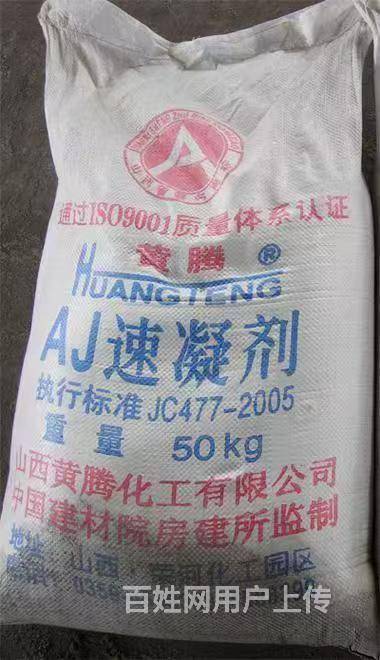 通过ISO9001质量体系认证
黄腾®
HUANGTENG
AJ速凝剂
执行标准 JC477-2005
重量 50kg
山西黄腾化工有限公司
中国建材院房建所监制
地址 山西 化工园区
百姓网用户上传